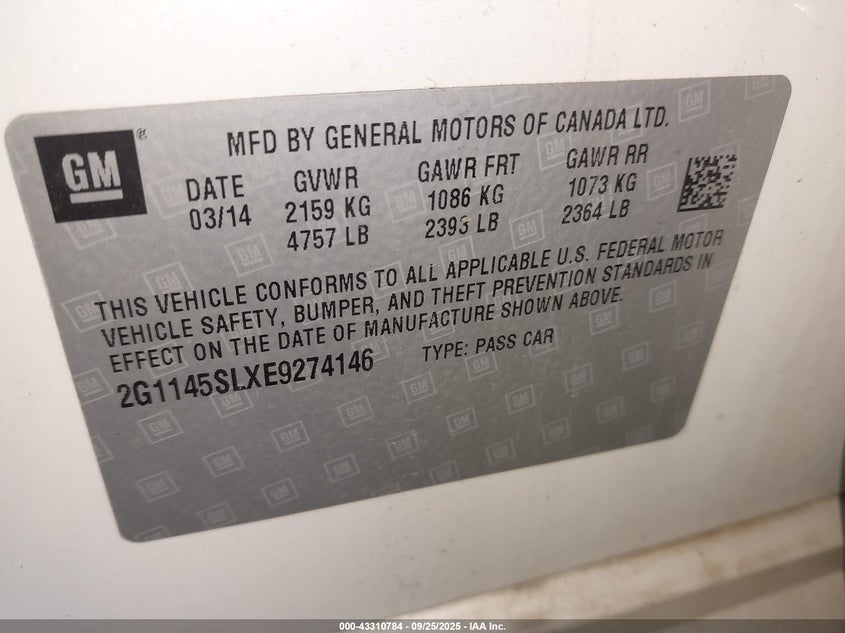 GM®
MFD BY GENERAL MOTORS OF CANADA LTD.
DATE GVWR GAWR FRT GAWR RR
03/14 2159 KG 1086 KG 1073 KG
4757 LB 2393 LB 2364 LB
THIS VEHICLE CONFORMS TO ALL APPLICABLE U.S. FEDERAL MOTOR
VEHICLE SAFETY, BUMPER, AND THEFT PREVENTION STANDARDS IN
EFFECT ON THE DATE OF MANUFACTURE SHOWN ABOVE.
2G1145SLXE9274146 TYPE: PASS CAR
000-43310784 - 09/25/2025 - IAA Inc.